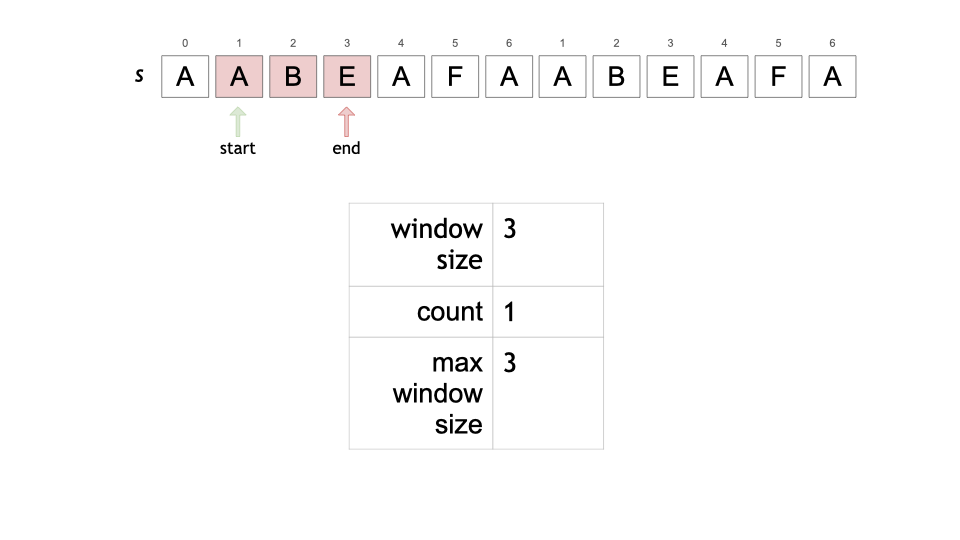 0 1 2 3 4 5 6 1 2 3 4 5 6
s A A B E A F A A B E A F A
start end
window 3
size
count 1
max 3
window
size